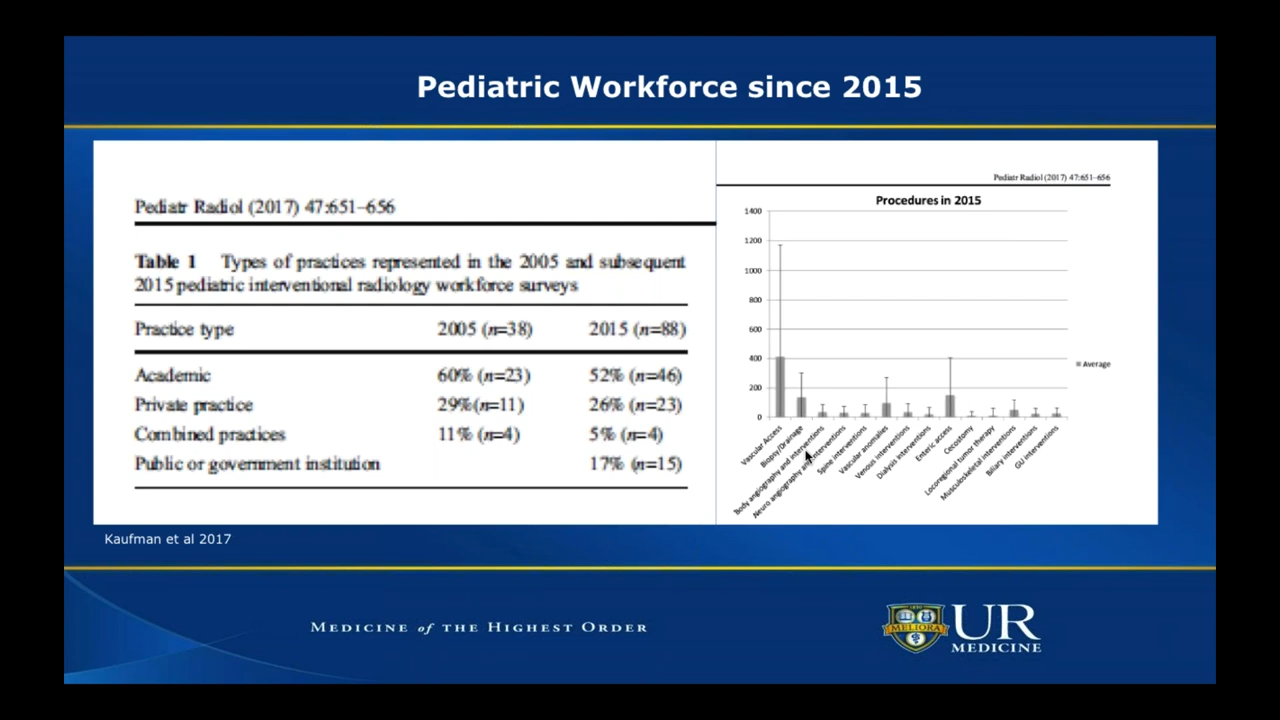 Pediatric Workforce since 2015
Pediatr Radiol (2017) 47:651–656
Table 1 Types of practices represented in the 2005 and subsequent
2015 pediatric interventional radiology workforce surveys
Practice type 2005 (n=38) 2015 (n=88)
Academic 60% (n=23) 52% (n=46)
Private practice 29%(n=11) 26% (n=23)
Combined practices 11% (n=4) 5% (n=4)
Public or government institution 17% (n=15)
Pediatr Radiol (2017) 47:651–656
Procedures in 2015
1400
1200
1000
800
600
400
200
0
Average
Vascular Access
Biopsy/Drainage
Body angiography and interventions
Neuro angiography and interventions
Spine interventions
Vascular anomalies
Venous interventions
Dialysis interventions
Enteric access
Cecostomy
Locoregional tumor therapy
Musculoskeletal interventions
Biliary interventions
GU interventions
Kaufman et al 2017
MEDICINE of THE HIGHEST ORDER
1850
MELIORA
UR
MEDICINE